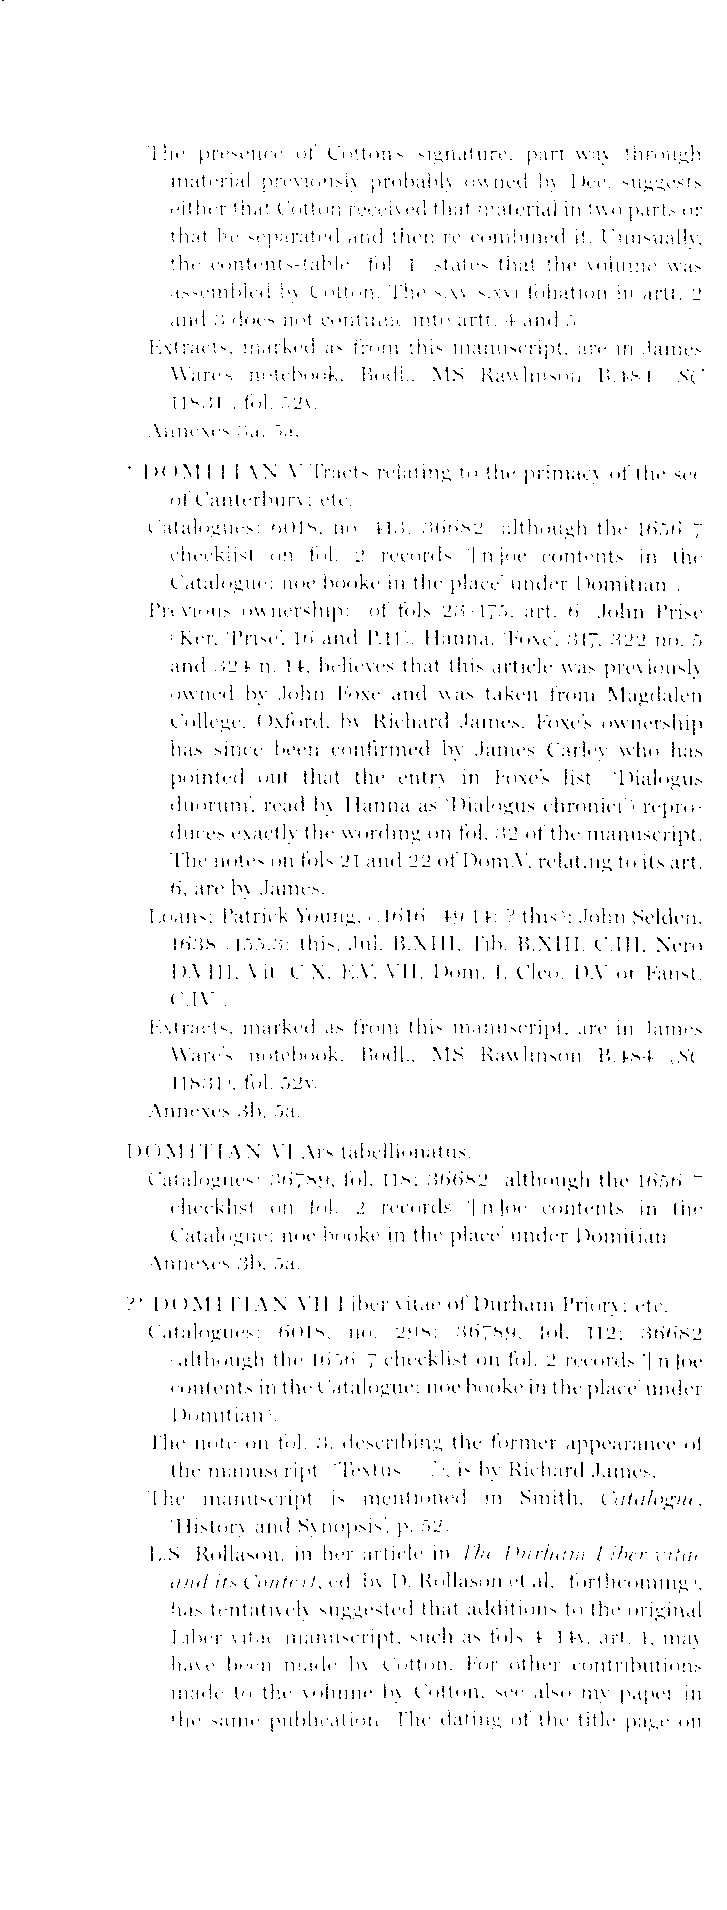 The presence of Cotton's signature, part way through
material previously probably owned by Dee, suggests
either that Cotton received that material in two parts or
that he separated and then re-combined it. Unusually,
the contents-table (fol. 1) states that the volume was
assembled by Cotton. The s.xv/s.xvi foliation in artt. 2
and 3 does not continue into artt. 4 and 5.
Extracts, marked as from this manuscript, are in James
Ware's notebook, Bodl., MS Rawlinson B.484 (SC
11831), fol. 52v.
Annexes 3a, 5a.
* DOMITIAN V Tracts relating to the primacy of the see
of Canterbury; etc.
Catalogues: 6018, no. 413; 36682 (although the 1656/7
checklist on fol. 2 records '[n]oe contents in the
Catalogue; noe booke in the place' under Domitian).
Previous ownership: (of fols 23–175, art. 6) John Prise
(Ker, 'Prise', 16 and Pl.II). Hanna, 'Foxe', 317, 322 no. 5
and 324 n. 14, believes that this article was previously
owned by John Foxe and was taken from Magdalen
College, Oxford, by Richard James. Foxe's ownership
has since been confirmed by James Carley who has
pointed out that the entry in Foxe's list ('Dialogus
duorum', read by Hanna as 'Dialogus chronici') repro-
duces exactly the wording on fol. 32 of the manuscript.
The notes on fols 21 and 22 of Dom.V, relating to its art.
6, are by James.
Loans: Patrick Young, c.1616 (49.14: ? this); John Selden,
1638 (155.3: this, Jul. B.XIII, Tib. B.XIII, C.III, Nero
D.VIII, Vit. C.X, E.V, VII, Dom. I, Cleo. D.V or Faust.
C.IV).
Extracts, marked as from this manuscript, are in James
Ware's notebook, Bodl., MS Rawlinson B.484 (SC
11831), fol. 52v.
Annexes 3b, 5a.
DOMITIAN VI Ars tabellionatus.
Catalogues: 36789, fol. 118; 36682 (although the 1656/7
checklist on fol. 2 records '[n]oe contents in the
Catalogue; noe booke in the place' under Domitian).
Annexes 3b, 5a.
?* DOMITIAN VII Liber vitae of Durham Priory; etc.
Catalogues: 6018, no. 298; 36789, fol. 112; 36682
(although the 1656/7 checklist on fol. 2 records '[n]oe
contents in the Catalogue; noe booke in the place' under
Domitian).
The note on fol. 3, describing the former appearance of
the manuscript ('Textus ...'), is by Richard James.
The manuscript is mentioned in Smith, Catalogue,
'History and Synopsis', p. 52.
L.S. Rollason, in her article in The Durham Liber vitae
and its Context, ed. by D. Rollason et al. (forthcoming),
has tentatively suggested that additions to the original
Liber vitae manuscript, such as fols 4–14v, art. 1, may
have been made by Cotton. For other contributions
made to the volume by Cotton, see also my paper in
the same publication. The dating of the title page on